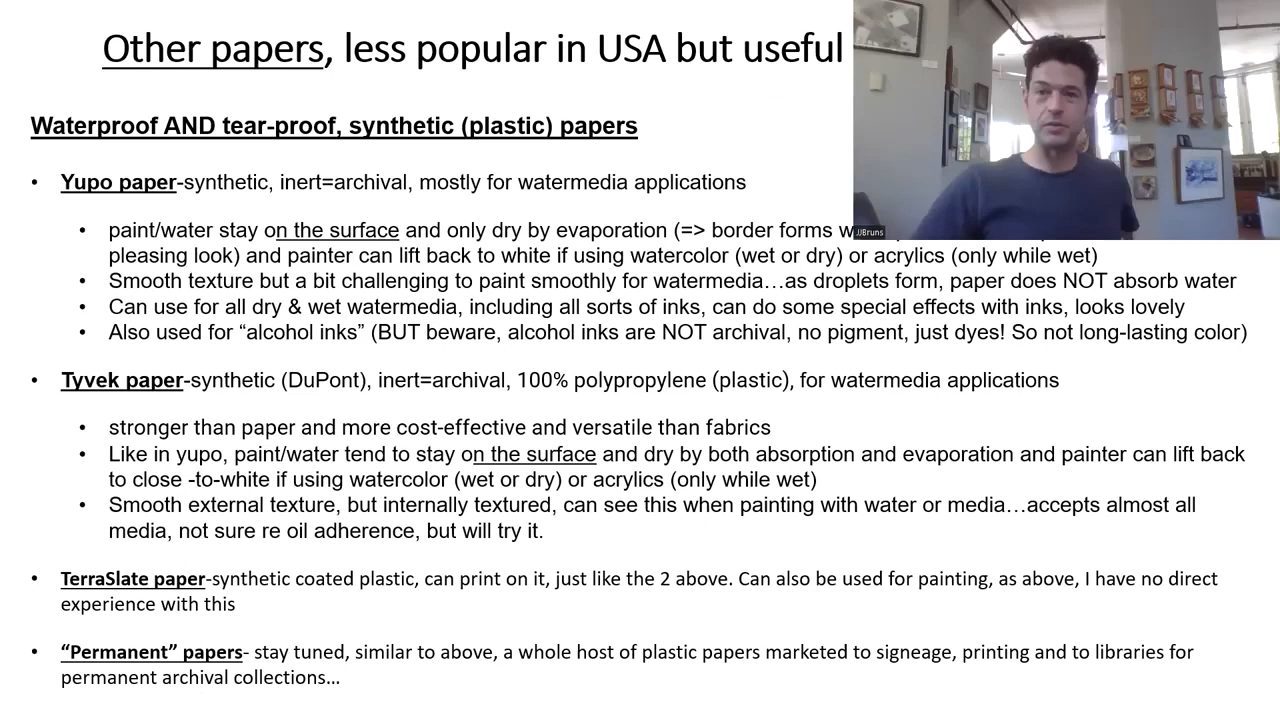 Other papers, less popular in USA but useful
JJBruns
Waterproof AND tear-proof, synthetic (plastic) papers
• Yupo paper-synthetic, inert=archival, mostly for watermedia applications
• paint/water stay on the surface and only dry by evaporation (=> border forms
pleasing look) and painter can lift back to white if using watercolor (wet or dry) or acrylics (only while wet)
• Smooth texture but a bit challenging to paint smoothly for watermedia…as droplets form, paper does NOT absorb water
• Can use for all dry & wet watermedia, including all sorts of inks, can do some special effects with inks, looks lovely
• Also used for “alcohol inks” (BUT beware, alcohol inks are NOT archival, no pigment, just dyes! So not long-lasting color)
• Tyvek paper-synthetic (DuPont), inert=archival, 100% polypropylene (plastic), for watermedia applications
• stronger than paper and more cost-effective and versatile than fabrics
• Like in yupo, paint/water tend to stay on the surface and dry by both absorption and evaporation and painter can lift back
to close -to-white if using watercolor (wet or dry) or acrylics (only while wet)
• Smooth external texture, but internally textured, can see this when painting with water or media…accepts almost all
media, not sure re oil adherence, but will try it.
• TerraSlate paper-synthetic coated plastic, can print on it, just like the 2 above. Can also be used for painting, as above, I have no direct
experience with this
• “Permanent” papers- stay tuned, similar to above, a whole host of plastic papers marketed to signeage, printing and to libraries for
permanent archival collections…